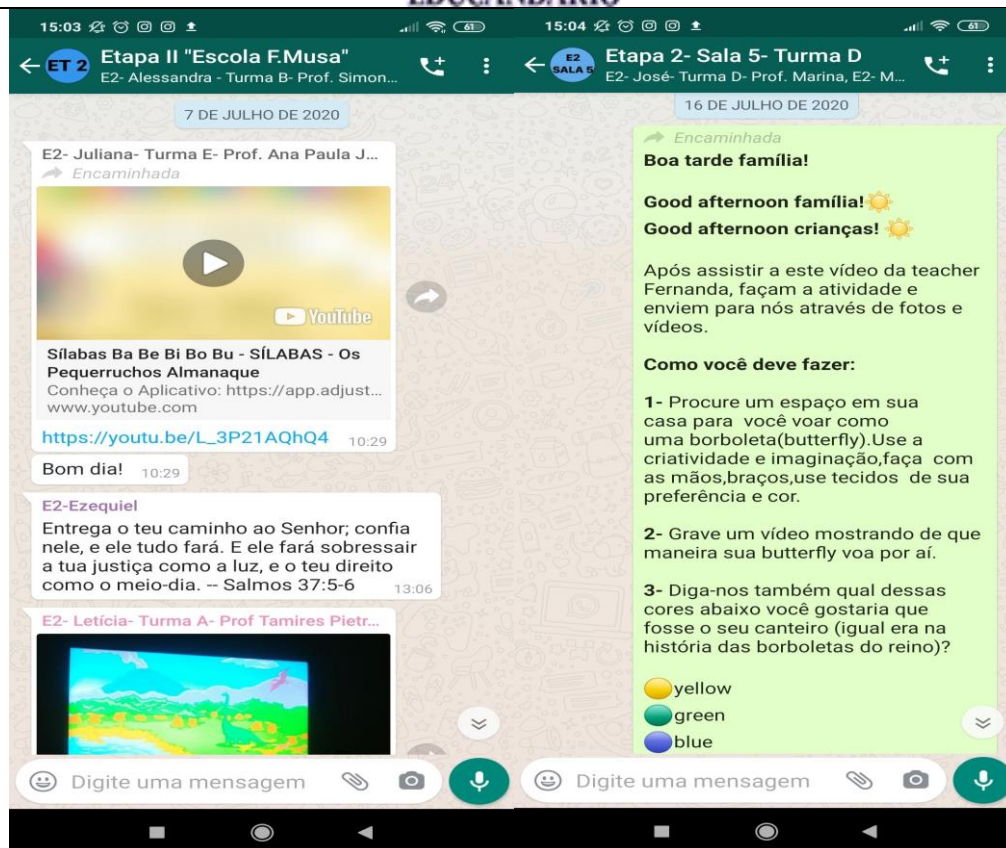 EDUCANDÁRIO
15:03
61
ET 2
Etapa II "Escola F.Musa"
E2- Alessandra - Turma B- Prof. Simon...
7 DE JULHO DE 2020
E2- Juliana- Turma E- Prof. Ana Paula J...
Encaminhada
YouTube
Sílabas Ba Be Bi Bo Bu - SÍLABAS - Os
Pequerruchos Almanaque
Conheça o Aplicativo: https://app.adjust...
www.youtube.com
https://youtu.be/L_3P21AQhQ4 10:29
Bom dia! 10:29
E2-Ezequiel
Entrega o teu caminho ao Senhor; confia
nele, e ele tudo fará. E ele fará sobressair
a tua justiça como a luz, e o teu direito
como o meio-dia. -- Salmos 37:5-6 13:06
E2- Letícia- Turma A- Prof Tamires Pietr...
Digite uma mensagem
15:04
61
E2
SALA 5
Etapa 2- Sala 5- Turma D
E2- José- Turma D- Prof. Marina, E2- M...
16 DE JULHO DE 2020
Encaminhada
Boa tarde família!
Good afternoon família!
Good afternoon crianças!
Após assistir a este vídeo da teacher
Fernanda, façam a atividade e
enviem para nós através de fotos e
vídeos.
Como você deve fazer:
1- Procure um espaço em sua
casa para você voar como
uma borboleta(butterfly).Use a
criatividade e imaginação,faça com
as mãos,braços,use tecidos de sua
preferência e cor.
2- Grave um vídeo mostrando de que
maneira sua butterfly voa por aí.
3- Diga-nos também qual dessas
cores abaixo você gostaria que
fosse o seu canteiro (igual era na
história das borboletas do reino)?
yellow
green
blue
Digite uma mensagem